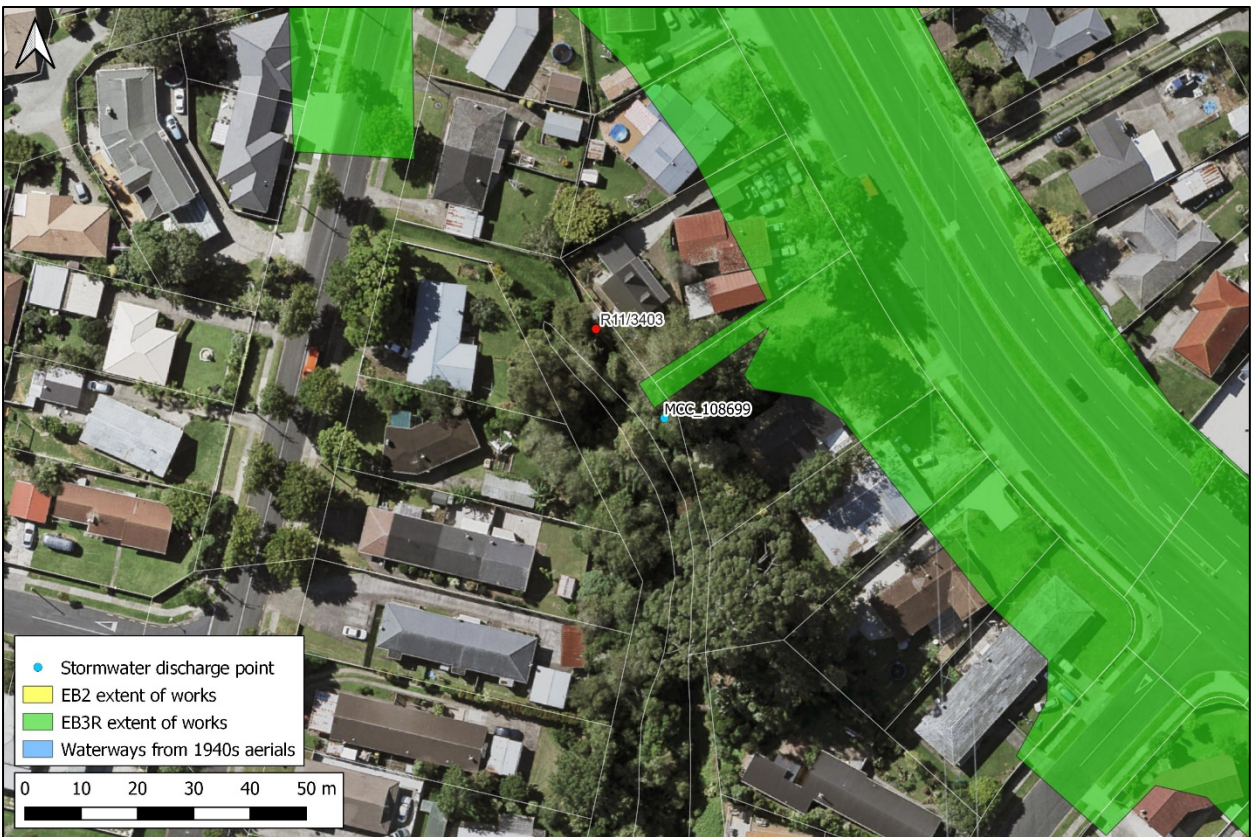 R11/3403
MCC_108699
Stormwater discharge point
EB2 extent of works
EB3R extent of works
Waterways from 1940s aerials
0 10 20 30 40 50 m